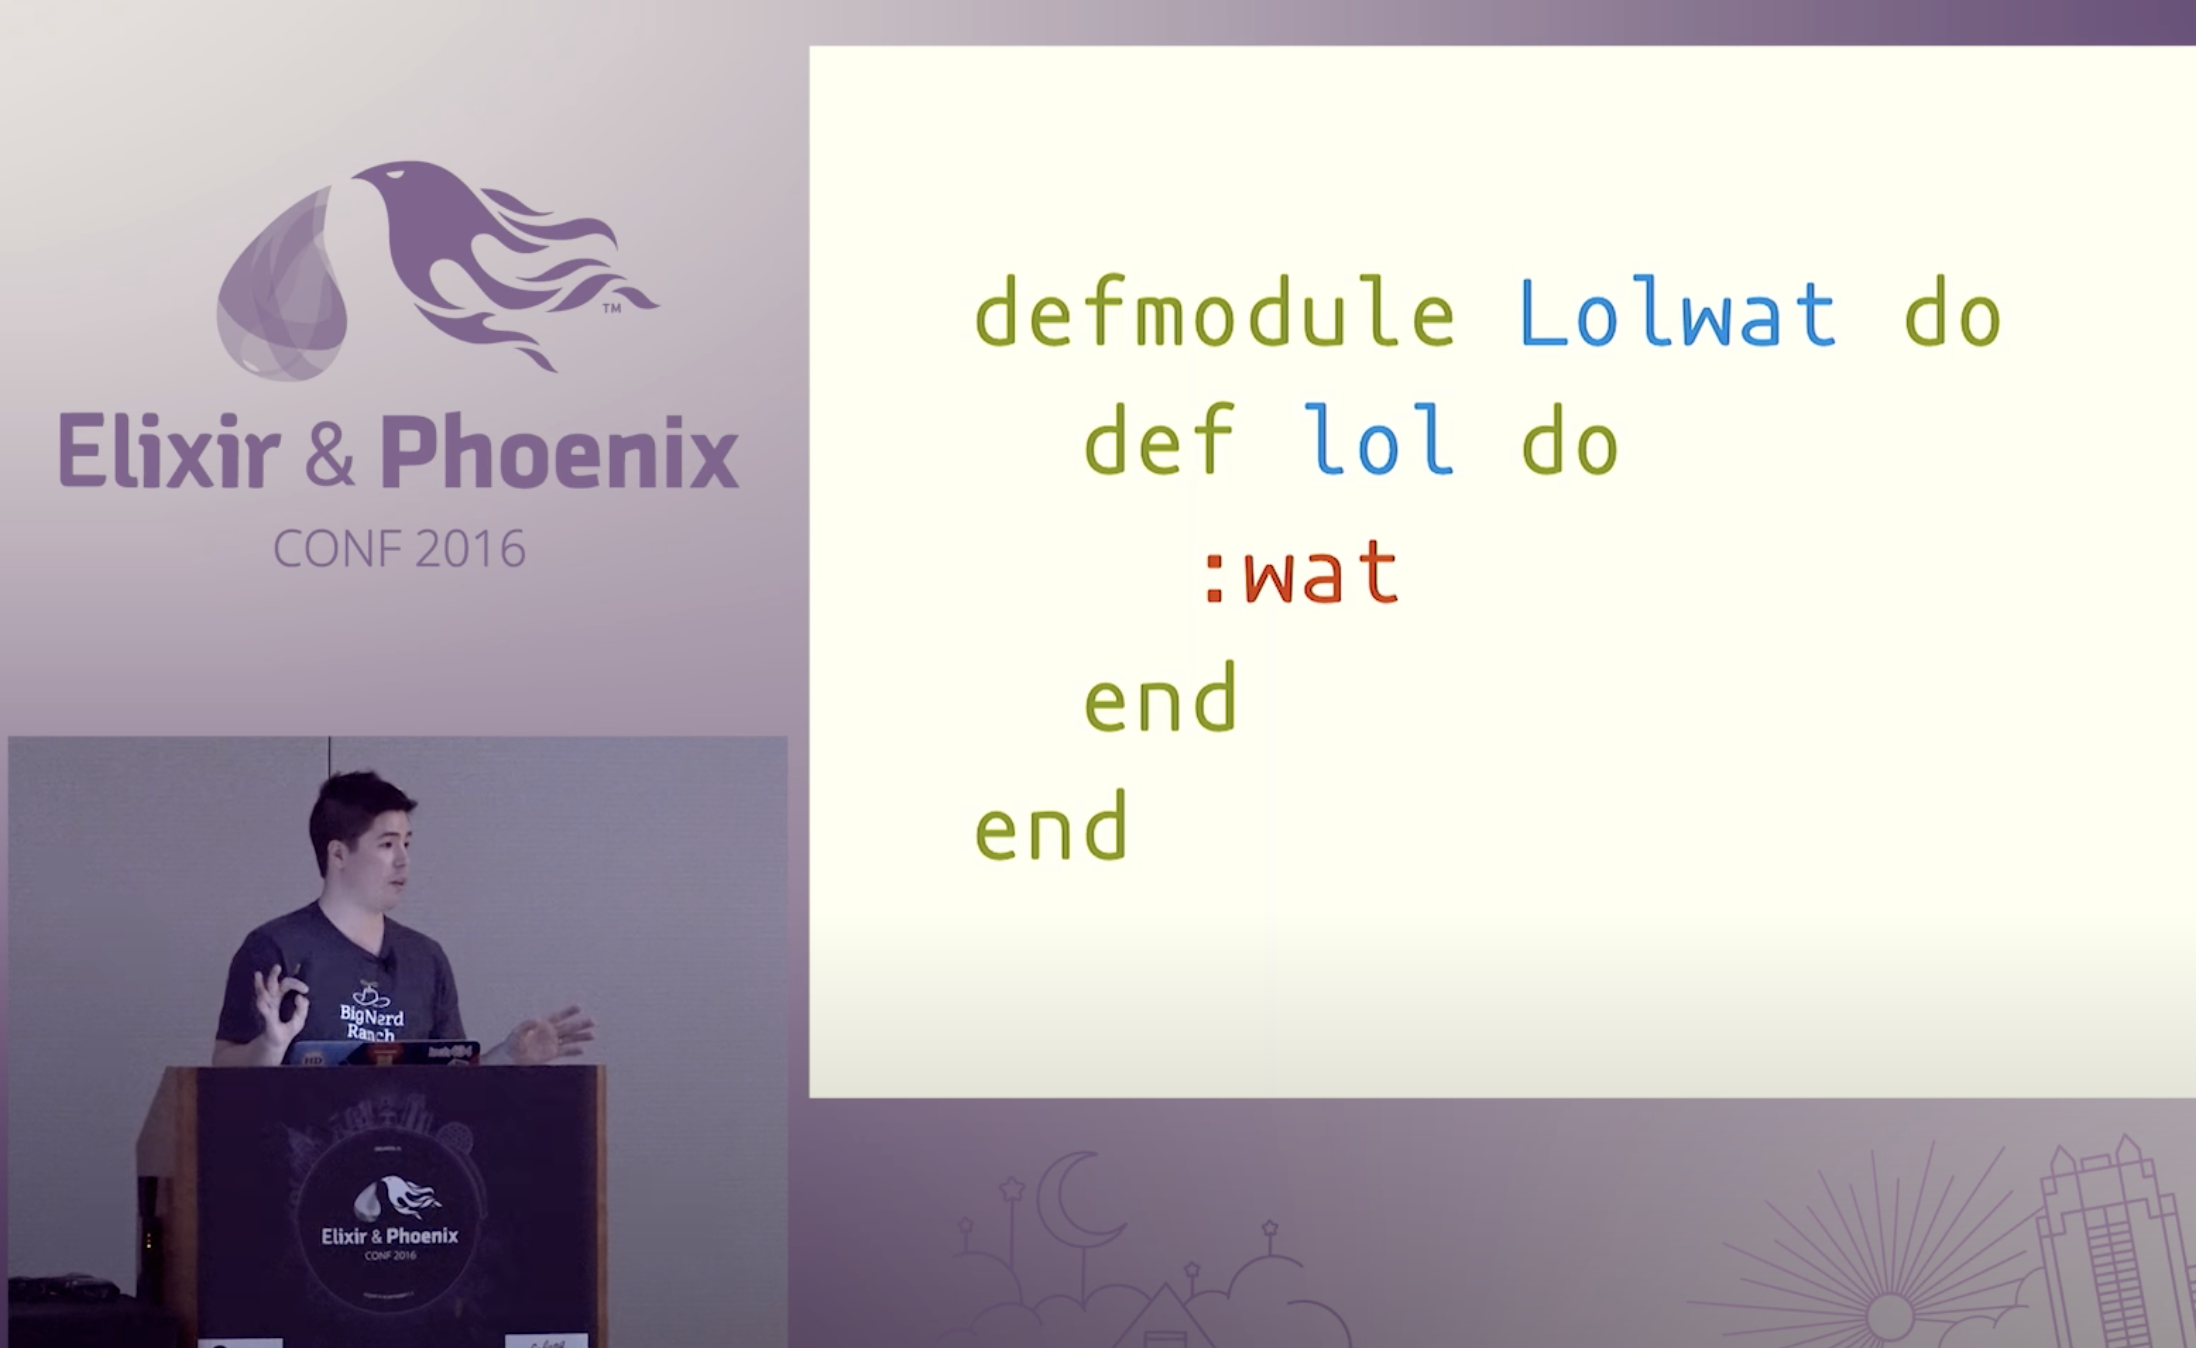 Elixir & Phoenix
TM
CONF 2016
defmodule Lolwat do
  def lol do
    :wat
  end
end
BigNerd
Ranch
HD
Elixir & Phoenix
CONF 2016